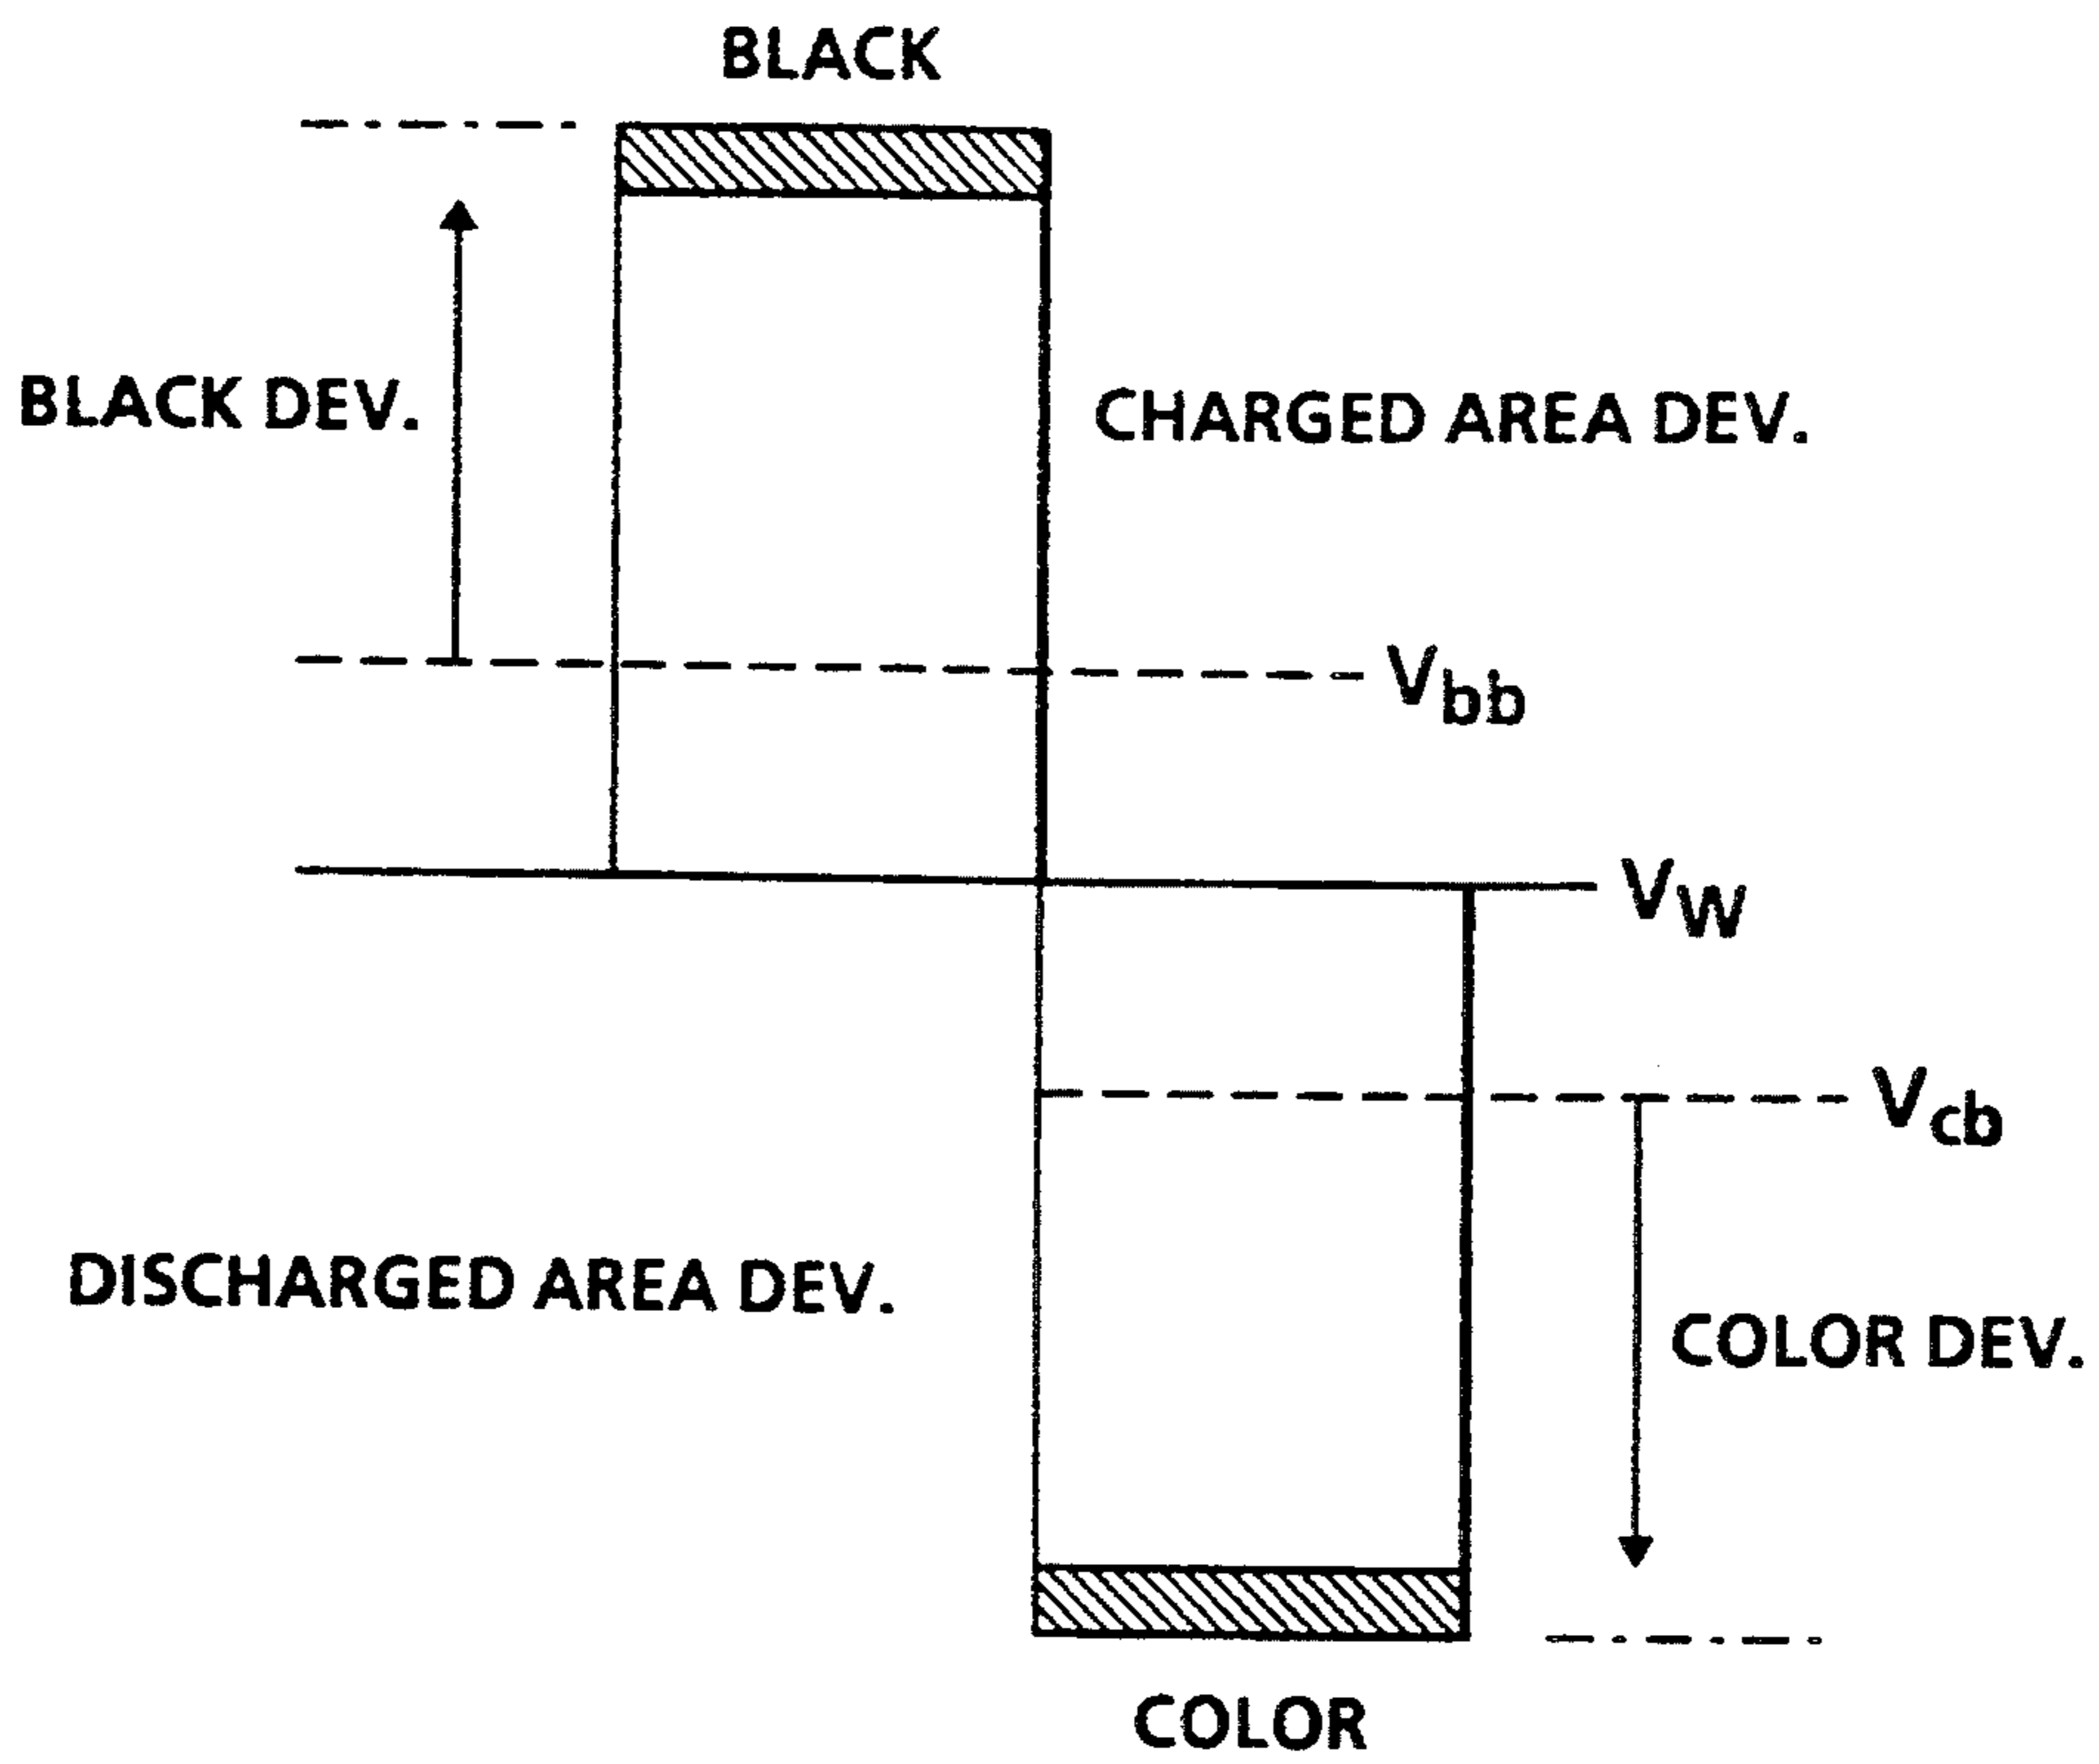 BLACK
BLACK DEV.
CHARGED AREA DEV.
Vbb
VW
Vcb
DISCHARGED AREA DEV.
COLOR DEV.
COLOR